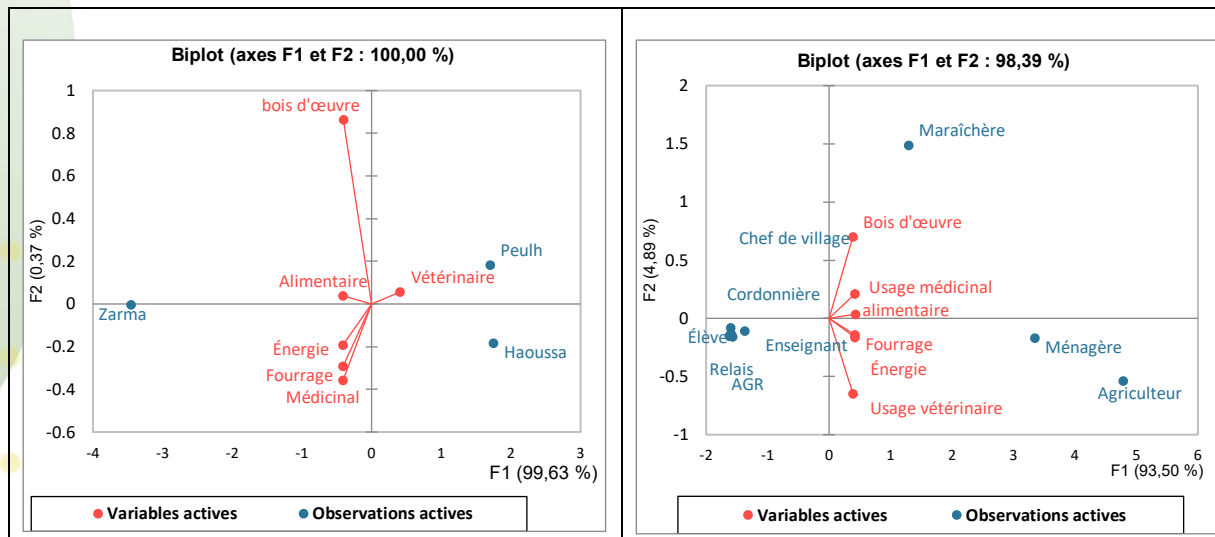 Biplot (axes F1 et F2 : 100,00 %)
1
0.8
0.6
0.4
0.2
0
-0.2
-0.4
-0.6
F2 (0,37 %)
bois d'œuvre
Peulh
Alimentaire
Vétérinaire
Zarma
Énergie
Haoussa
Fourrage
Médicinal
-4 -3 -2 -1 0 1 2 3
F1 (99,63 %)
Variables actives Observations actives
Biplot (axes F1 et F2 : 98,39 %)
2
1.5
1
0.5
0
-0.5
-1
F2 (4,89 %)
Maraîchère
Bois d'œuvre
Chef de village
Usage médicinal
Cordonnière
alimentaire
Élève
Enseignant
Fourrage
Ménagère
Relais
Énergie
AGR
Agriculteur
Usage vétérinaire
-2 -1 0 1 2 3 4 5 6
F1 (93,50 %)
Variables actives Observations actives